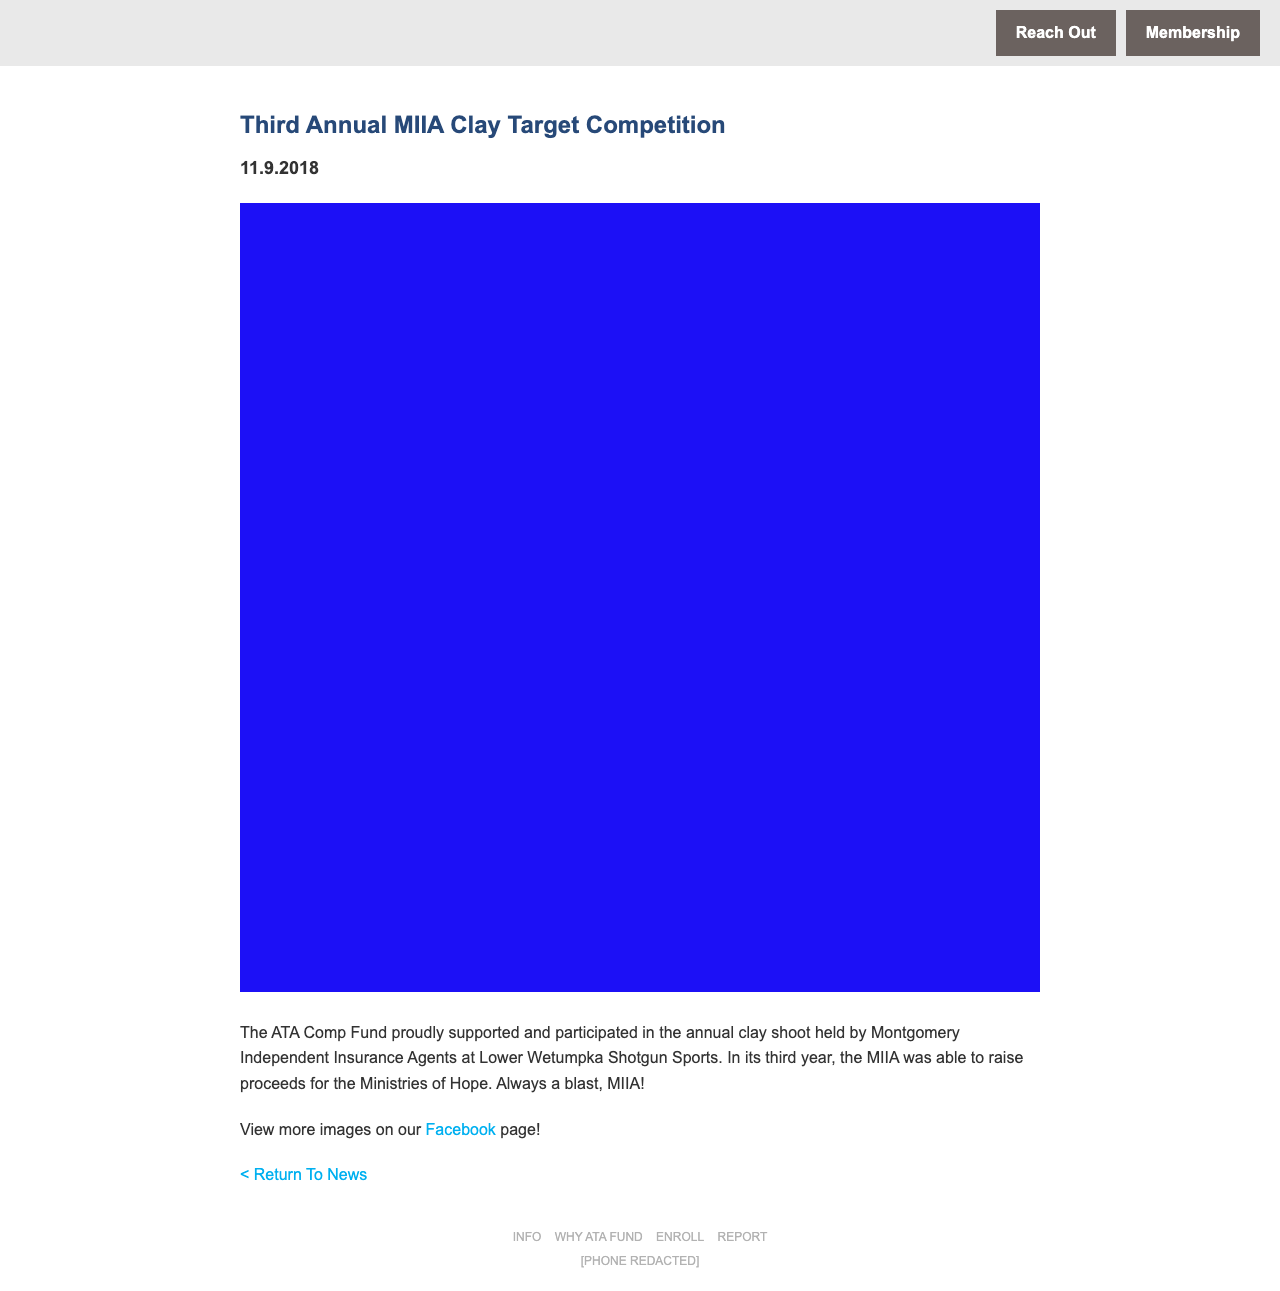 Reach Out
Membership
Third Annual MIIA Clay Target Competition
11.9.2018
The ATA Comp Fund proudly supported and participated in the annual clay shoot held by Montgomery
Independent Insurance Agents at Lower Wetumpka Shotgun Sports. In its third year, the MIIA was able to raise
proceeds for the Ministries of Hope. Always a blast, MIIA!
View more images on our Facebook page!
< Return To News
INFO WHY ATA FUND ENROLL REPORT
[PHONE REDACTED]